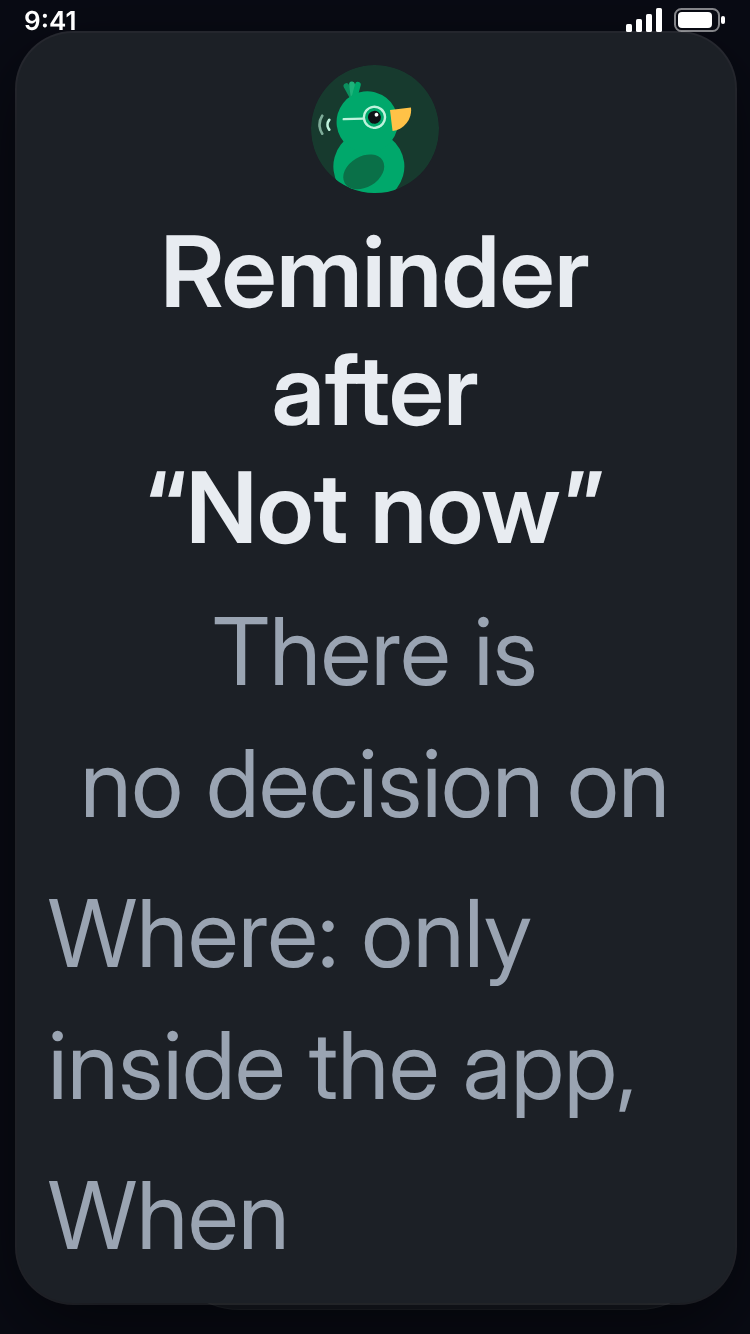 9:41
Reminder
after
“Not now”
There is
no decision on
Where: only
inside the app,
When